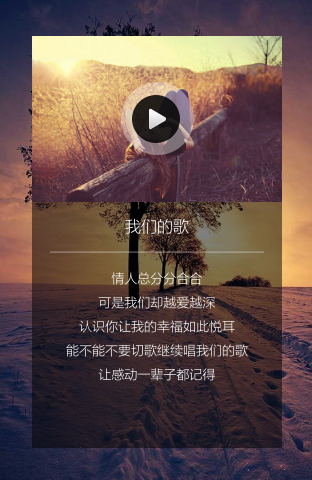 我们的歌
情人总分分合合
可是我们却越爱越深
认识你让我的幸福如此悦耳
能不能不要切歌继续唱我们的歌
让感动一辈子都记得